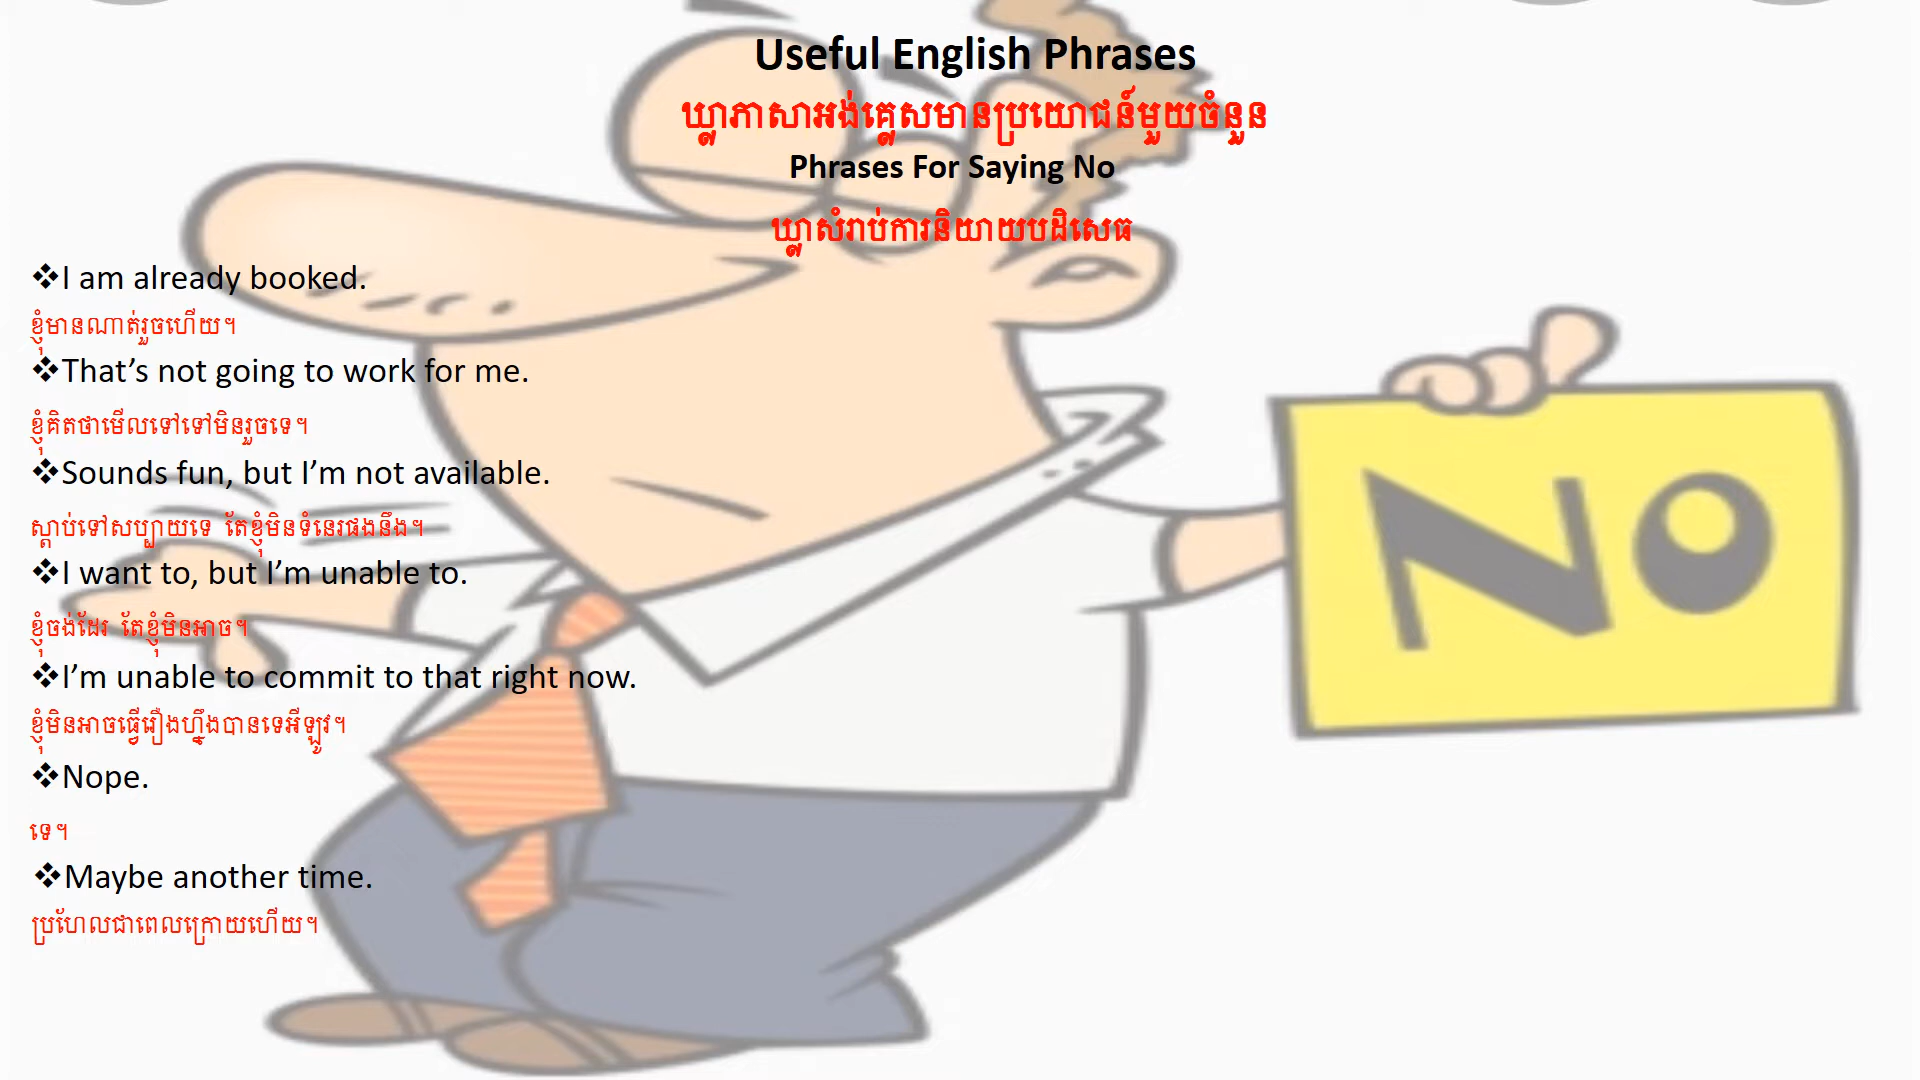 Useful English Phrases
ឃ្លាភាសាអង់គ្លេសមានប្រយោជន៍មួយចំនួន
Phrases For Saying No
ឃ្លាសំរាប់ការនិយាយបដិសេធ
❖I am already booked.
ខ្ញុំមានណាត់រួចហើយ។
❖That’s not going to work for me.
ខ្ញុំគិតថាមើលទៅទៅមិនរួចទេ។
❖Sounds fun, but I’m not available.
ស្តាប់ទៅសប្បាយទេ តែខ្ញុំមិនទំនេរផងនឹង។
❖I want to, but I’m unable to.
ខ្ញុំចង់ដែរ តែខ្ញុំមិនអាច។
❖I’m unable to commit to that right now.
ខ្ញុំមិនអាចធ្វើរឿងហ្នឹងបានទេអីឡូវ។
❖Nope.
ទេ។
❖Maybe another time.
ប្រហែលជាពេលក្រោយហើយ។
No